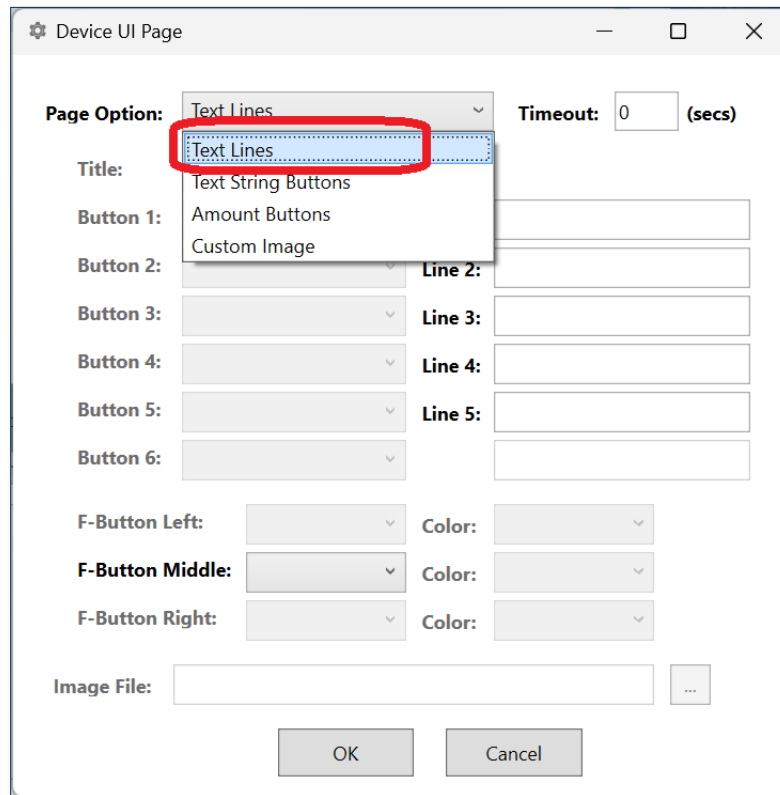 Device UI Page
Page Option: Text Lines Timeout: 0 (secs)
Text Lines
Title:
Text String Buttons
Button 1: Amount Buttons
Custom Image
Button 2: Line 2:
Button 3: Line 3:
Button 4: Line 4:
Button 5: Line 5:
Button 6:
F-Button Left: Color:
F-Button Middle: Color:
F-Button Right: Color:
Image File: ...
OK Cancel